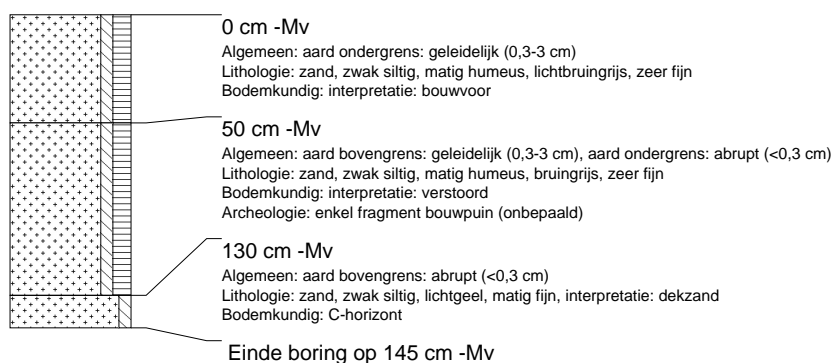 0 cm -Mv
Algemeen: aard ondergrens: geleidelijk (0,3-3 cm)
Lithologie: zand, zwak siltig, matig humeus, lichtbruingrijs, zeer fijn
Bodemkundig: interpretatie: bouwvoor
50 cm -Mv
Algemeen: aard bovengrens: geleidelijk (0,3-3 cm), aard ondergrens: abrupt (<0,3 cm)
Lithologie: zand, zwak siltig, matig humeus, bruingrijs, zeer fijn
Bodemkundig: interpretatie: verstoord
Archeologie: enkel fragment bouwpuin (onbepaald)
130 cm -Mv
Algemeen: aard bovengrens: abrupt (<0,3 cm)
Lithologie: zand, zwak siltig, lichtgeel, matig fijn, interpretatie: dekzand
Bodemkundig: C-horizont
Einde boring op 145 cm -Mv